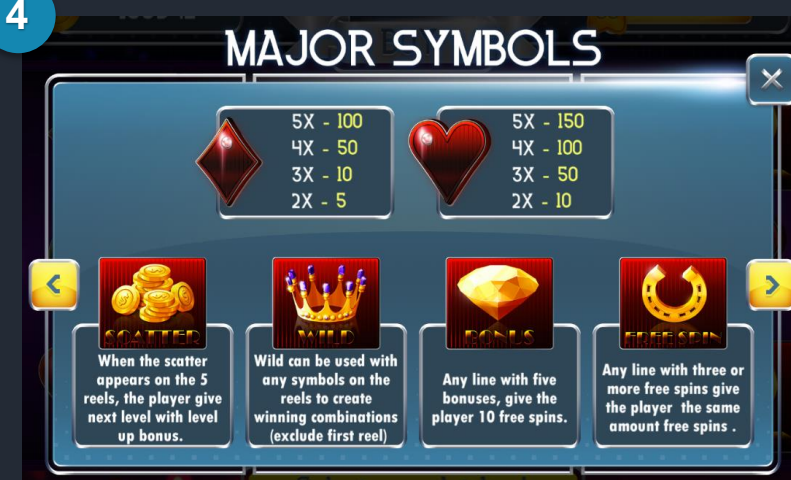 4
MAJOR SYMBOLS
5X - 100
4X - 50
3X - 10
2X - 5
5X - 150
4X - 100
3X - 50
2X - 10
SCATTER
When the scatter
appears on the 5
reels, the player give
next level with level
up bonus.
WILD
Wild can be used with
any symbols on the
reels to create
winning combinations
(exclude first reel)
BONUS
Any line with five
bonuses, give the
player 10 free spins.
FREESPIN
Any line with three or
more free spins give
the player the same
amount free spins .